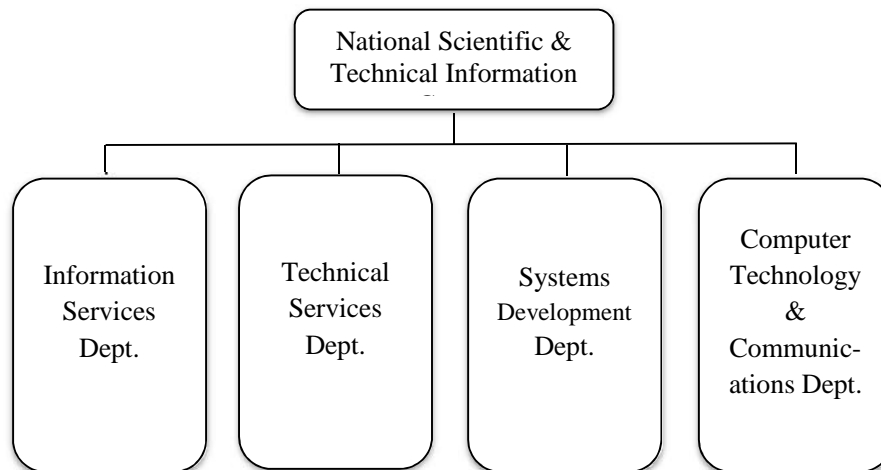 National Scientific &
Technical Information
Information
Services
Dept.
Technical
Services
Dept.
Systems
Development
Dept.
Computer
Technology
&
Communic-
ations Dept.